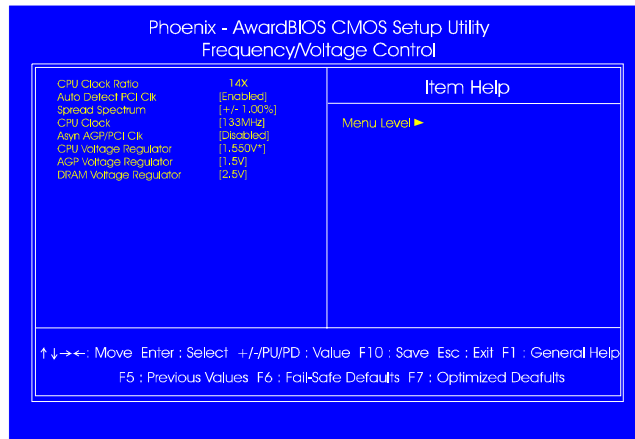 Phoenix - AwardBIOS CMOS Setup Utility
Frequency/Voltage Control
CPU Clock Ratio 14X
Auto Detect PCI Clk [Enabled]
Spread Spectrum [+/- 1.00%]
CPU Clock [133MHz]
Asyn AGP/PCI Clk [Disabled]
CPU Voltage Regulator [1.550V*]
AGP Voltage Regulator [1.5V]
DRAM Voltage Regulator [2.5V]
Item Help
Menu Level ►
↑↓→←: Move Enter : Select +/-/PU/PD : Value F10 : Save Esc : Exit F1 : General Help
F5 : Previous Values F6 : Fail-Safe Defaults F7 : Optimized Deafults